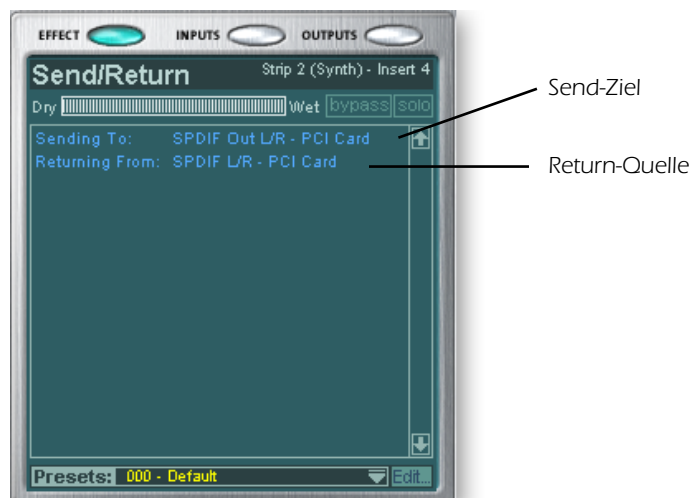 EFFECT INPUTS OUTPUTS
Send/Return Strip 2 (Synth) - Insert 4
Dry Wet bypass solo
Sending To: SPDIF Out L/R - PCI Card
Returning From: SPDIF L/R - PCI Card
Send-Ziel
Return-Quelle
Presets: 000 - Default Edit...